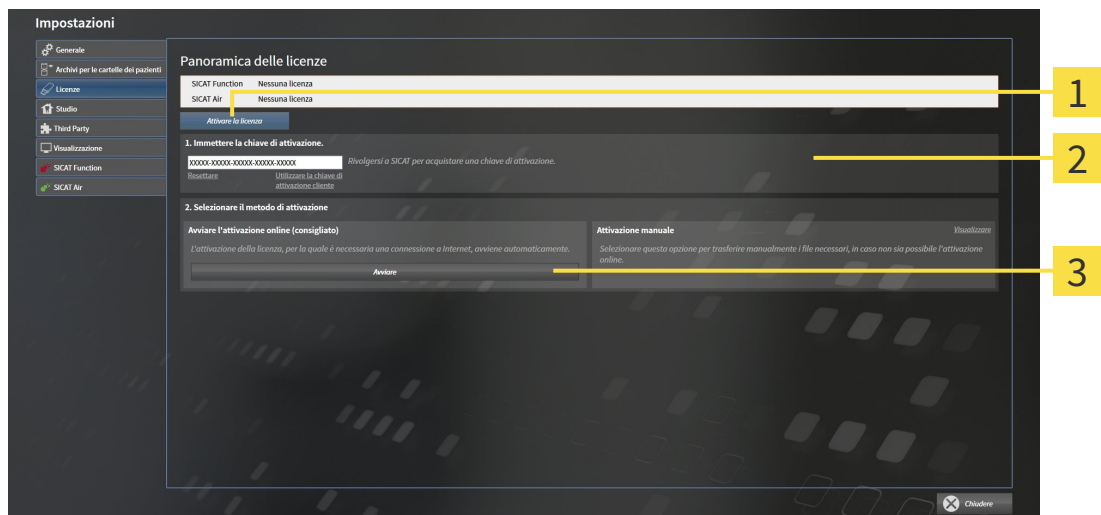 Impostazioni
Generale
Archivi per le cartelle dei pazienti
Licenze
Studio
Third Party
Visualizzazione
SICAT Function
SICAT Air
Panoramica delle licenze
SICAT Function Nessuna licenza
SICAT Air Nessuna licenza
Attivare la licenza
1. Immettere la chiave di attivazione.
XXXXX-XXXXX-XXXXX-XXXXX-XXXXX
Rivolgersi a SICAT per acquistare una chiave di attivazione.
Resettare
Utilizzare la chiave di
attivazione cliente
2. Selezionare il metodo di attivazione
Avviare l'attivazione online (consigliato)
L'attivazione della licenza, per la quale è necessaria una connessione a Internet, avviene automaticamente.
Avviare
Attivazione manuale
Visualizzare
Selezionare questa opzione per trasferire manualmente i file necessari, in caso non sia possibile l'attivazione
online.
Chiudere
1
2
3